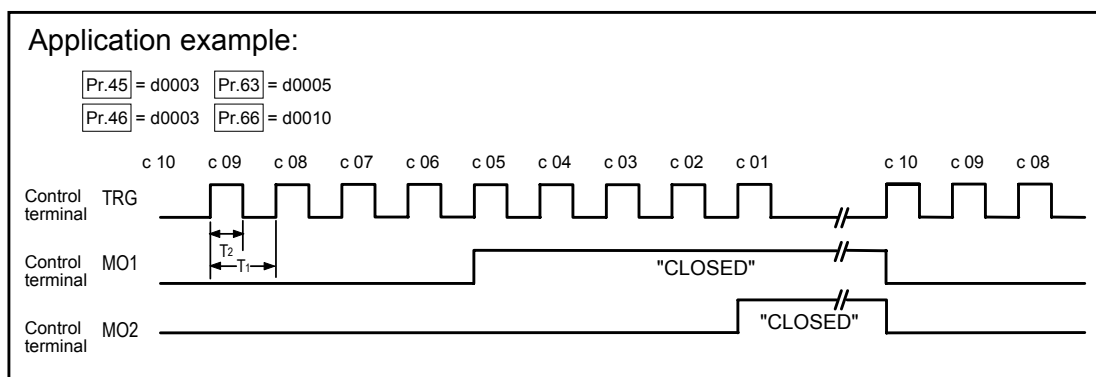 Application example:
Pr.45 = d0003 Pr.63 = d0005
Pr.46 = d0003 Pr.66 = d0010
c 10 c 09 c 08 c 07 c 06 c 05 c 04 c 03 c 02 c 01 c 10 c 09 c 08
Control terminal TRG
T2
T1
Control terminal MO1
"CLOSED"
Control terminal MO2
"CLOSED"